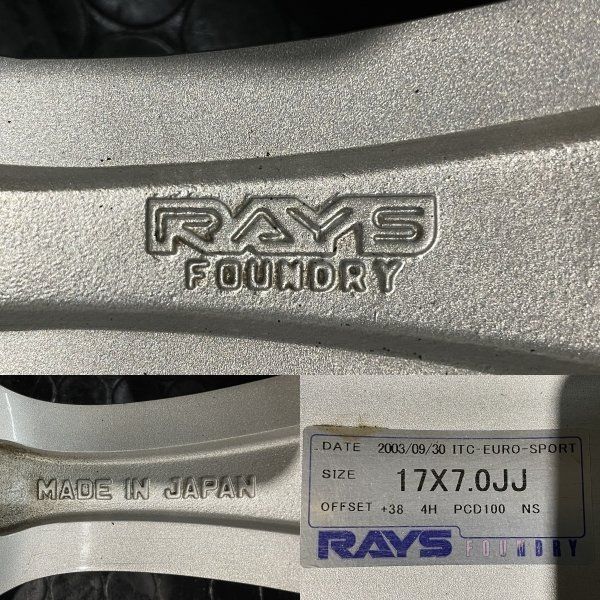 RAYS
FOUNDRY
MADE IN JAPAN
DATE 2003/09/30 ITC-EURO-SPORT
SIZE 17X7.0JJ
OFFSET +38 4H PCD100 NS
RAYS FOUNDRY